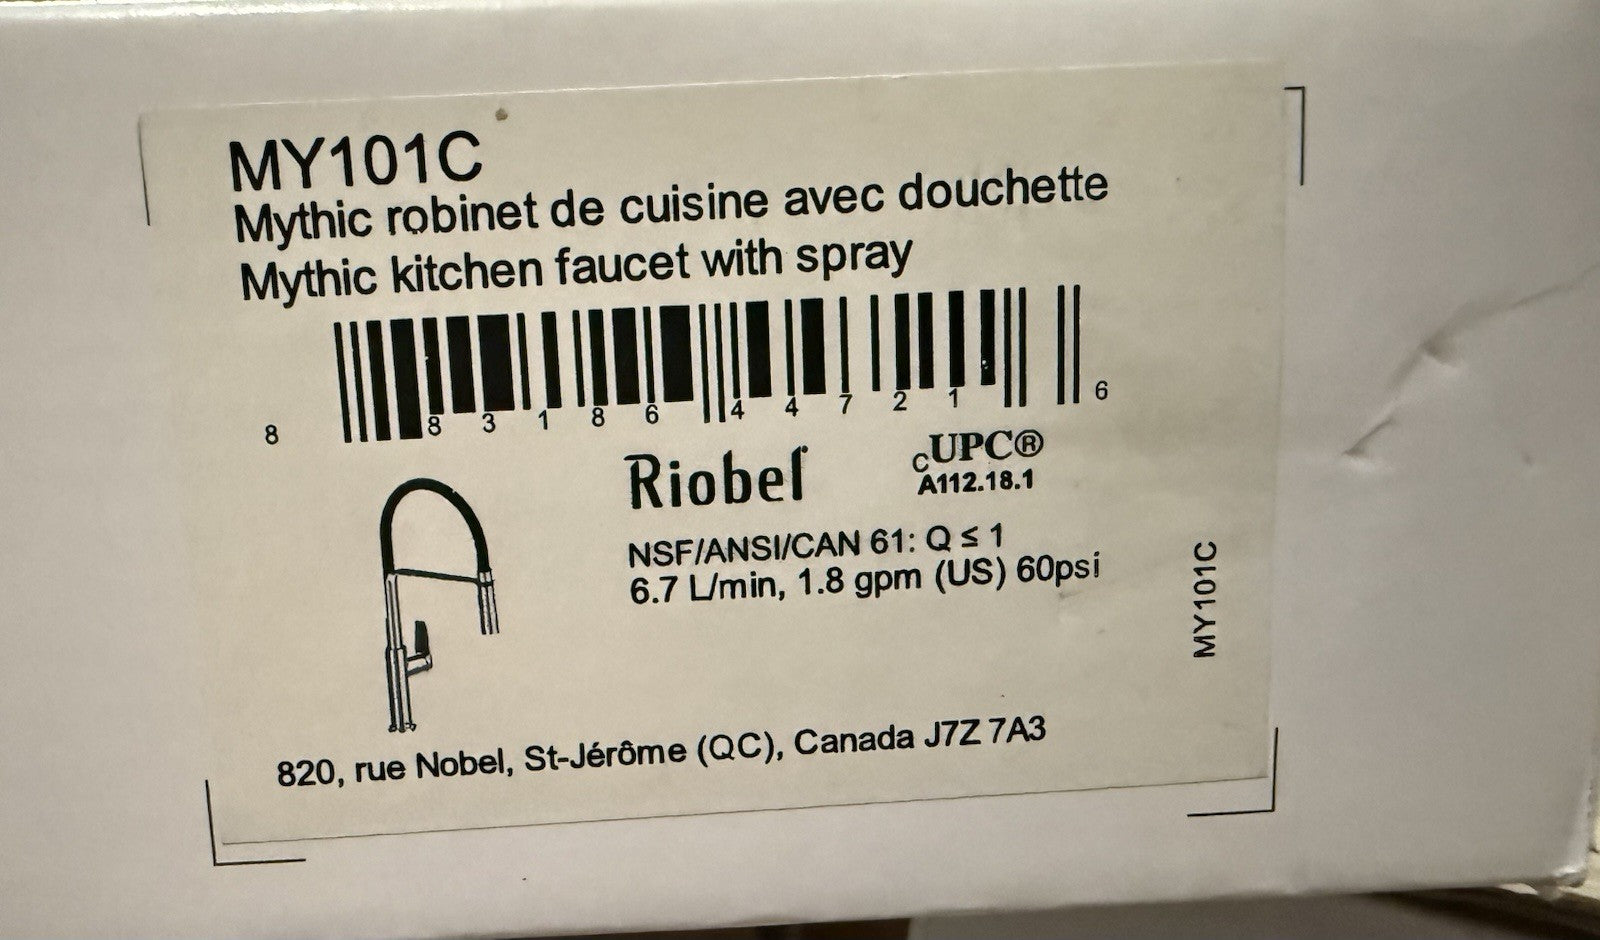 MY101C
Mythic robinet de cuisine avec douchette
Mythic kitchen faucet with spray
8 83186 44721 6
Riobel
cUPC®
A112.18.1
NSF/ANSI/CAN 61: Q ≤ 1
6.7 L/min, 1.8 gpm (US) 60psi
MY101C
820, rue Nobel, St-Jérôme (QC), Canada J7Z 7A3